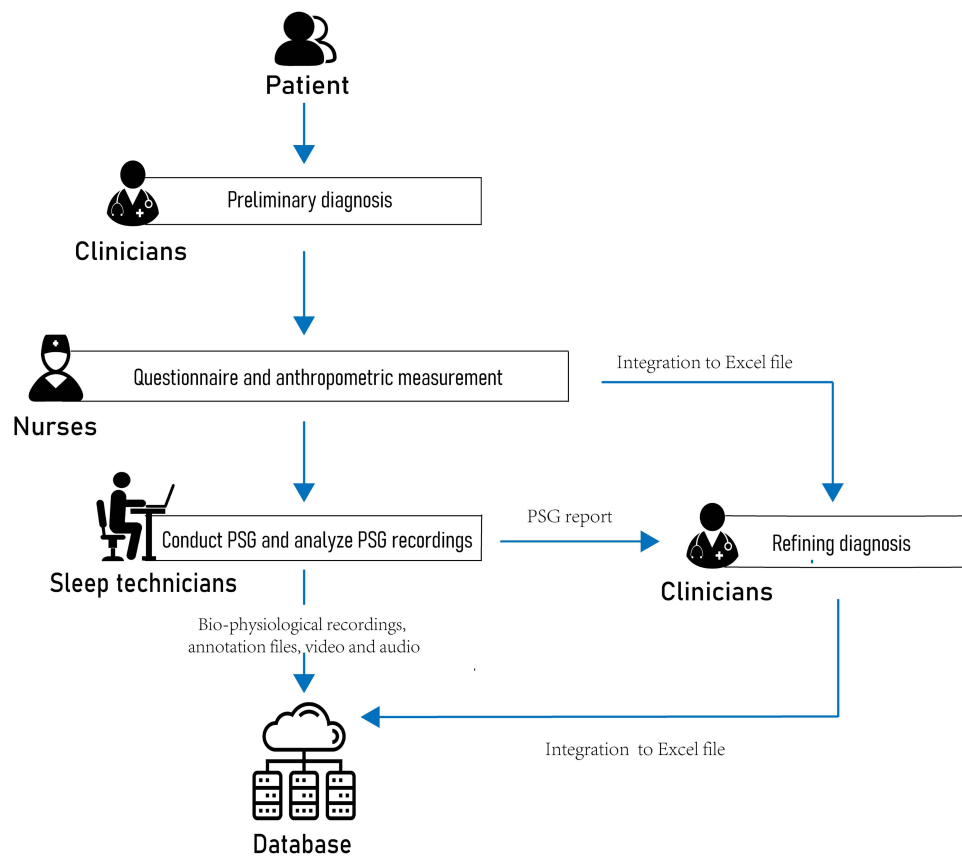 Patient
Preliminary diagnosis
Clinicians
Integration to Excel file
Questionnaire and anthropometric measurement
Nurses
PSG report
Conduct PSG and analyze PSG recordings
Refining diagnosis
Sleep technicians
Clinicians
Bio-physiological recordings,
annotation files, video and audio
Integration to Excel file
Database